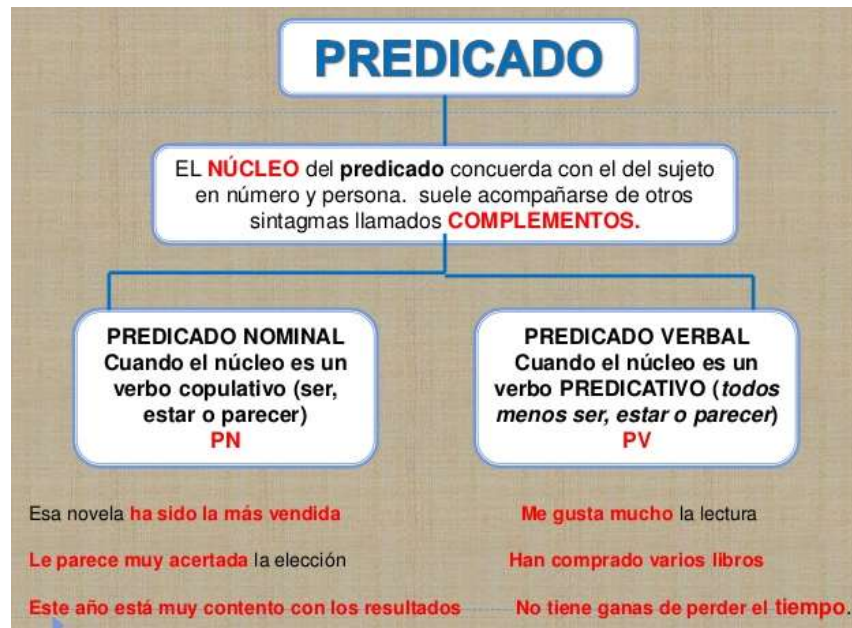 PREDICADO
EL NÚCLEO del predicado concuerda con el del sujeto
en número y persona. suele acompañarse de otros
sintagmas llamados COMPLEMENTOS.
PREDICADO NOMINAL
Cuando el núcleo es un
verbo copulativo (ser,
estar o parecer)
PN
PREDICADO VERBAL
Cuando el núcleo es un
verbo PREDICATIVO (todos
menos ser, estar o parecer)
PV
Esa novela ha sido la más vendida
Le parece muy acertada la elección
Este año está muy contento con los resultados
Me gusta mucho la lectura
Han comprado varios libros
No tiene ganas de perder el tiempo.